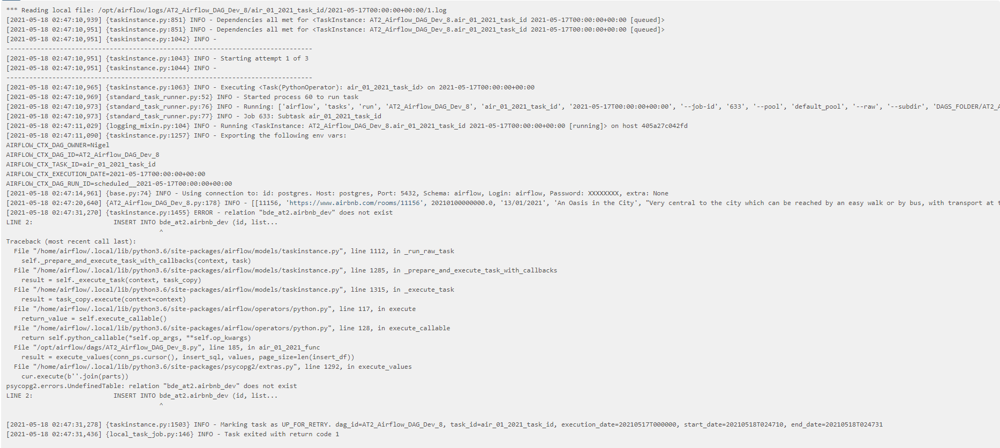 *** Reading local file: /opt/airflow/logs/AT2_Airflow_DAG_Dev_8/air_01_2021_task_id/2021-05-17T00:00:00+00:00/1.log
[2021-05-18 02:47:10,939] {taskinstance.py:851} INFO - Dependencies all met for <TaskInstance: AT2_Airflow_DAG_Dev_8.air_01_2021_task_id 2021-05-17T00:00:00+00:00 [queued]>
[2021-05-18 02:47:10,951] {taskinstance.py:851} INFO - Dependencies all met for <TaskInstance: AT2_Airflow_DAG_Dev_8.air_01_2021_task_id 2021-05-17T00:00:00+00:00 [queued]>
[2021-05-18 02:47:10,951] {taskinstance.py:1042} INFO -
--------------------------------------------------------------------------------
[2021-05-18 02:47:10,951] {taskinstance.py:1043} INFO - Starting attempt 1 of 3
[2021-05-18 02:47:10,951] {taskinstance.py:1044} INFO -
--------------------------------------------------------------------------------
[2021-05-18 02:47:10,965] {taskinstance.py:1063} INFO - Executing <Task(PythonOperator): air_01_2021_task_id> on 2021-05-17T00:00:00+00:00
[2021-05-18 02:47:10,969] {standard_task_runner.py:52} INFO - Started process 60 to run task
[2021-05-18 02:47:10,973] {standard_task_runner.py:76} INFO - Running: ['airflow', 'tasks', 'run', 'AT2_Airflow_DAG_Dev_8', 'air_01_2021_task_id', '2021-05-17T00:00:00+00:00', '--job-id', '633', '--pool', 'default_pool', '--raw', '--subdir', 'DAGS_FOLDER/AT2_A
[2021-05-18 02:47:10,973] {standard_task_runner.py:77} INFO - Job 633: Subtask air_01_2021_task_id
[2021-05-18 02:47:11,029] {logging_mixin.py:104} INFO - Running <TaskInstance: AT2_Airflow_DAG_Dev_8.air_01_2021_task_id 2021-05-17T00:00:00+00:00 [running]> on host 405a27c042fd
[2021-05-18 02:47:11,090] {taskinstance.py:1257} INFO - Exporting the following env vars:
AIRFLOW_CTX_DAG_OWNER=Nigel
AIRFLOW_CTX_DAG_ID=AT2_Airflow_DAG_Dev_8
AIRFLOW_CTX_TASK_ID=air_01_2021_task_id
AIRFLOW_CTX_EXECUTION_DATE=2021-05-17T00:00:00+00:00
AIRFLOW_CTX_DAG_RUN_ID=scheduled__2021-05-17T00:00:00+00:00
[2021-05-18 02:47:14,961] {base.py:74} INFO - Using connection to: id: postgres. Host: postgres, Port: 5432, Schema: airflow, Login: airflow, Password: XXXXXXXX, extra: None
[2021-05-18 02:47:20,640] {AT2_Airflow_DAG_Dev_8.py:178} INFO - [[11156, 'https://www.airbnb.com/rooms/11156', 20210100000000.0, '13/01/2021', 'An Oasis in the City', "Very central to the city which can be reached by an easy walk or by bus, with transport at t
[2021-05-18 02:47:31,270] {taskinstance.py:1455} ERROR - relation "bde_at2.airbnb_dev" does not exist
LINE 2:                     INSERT INTO bde_at2.airbnb_dev (id, list...
^
Traceback (most recent call last):
  File "/home/airflow/.local/lib/python3.6/site-packages/airflow/models/taskinstance.py", line 1112, in _run_raw_task
    self._prepare_and_execute_task_with_callbacks(context, task)
  File "/home/airflow/.local/lib/python3.6/site-packages/airflow/models/taskinstance.py", line 1285, in _prepare_and_execute_task_with_callbacks
    result = self._execute_task(context, task_copy)
  File "/home/airflow/.local/lib/python3.6/site-packages/airflow/models/taskinstance.py", line 1315, in _execute_task
    result = task_copy.execute(context=context)
  File "/home/airflow/.local/lib/python3.6/site-packages/airflow/operators/python.py", line 117, in execute
    return_value = self.execute_callable()
  File "/home/airflow/.local/lib/python3.6/site-packages/airflow/operators/python.py", line 128, in execute_callable
    return self.python_callable(*self.op_args, **self.op_kwargs)
  File "/opt/airflow/dags/AT2_Airflow_DAG_Dev_8.py", line 185, in air_01_2021_func
    result = execute_values(conn_ps.cursor(), insert_sql, values, page_size=len(insert_df))
  File "/home/airflow/.local/lib/python3.6/site-packages/psycopg2/extras.py", line 1292, in execute_values
    cur.execute(b''.join(parts))
psycopg2.errors.UndefinedTable: relation "bde_at2.airbnb_dev" does not exist
LINE 2:                     INSERT INTO bde_at2.airbnb_dev (id, list...
^
[2021-05-18 02:47:31,278] {taskinstance.py:1503} INFO - Marking task as UP_FOR_RETRY. dag_id=AT2_Airflow_DAG_Dev_8, task_id=air_01_2021_task_id, execution_date=20210517T000000, start_date=20210518T024710, end_date=20210518T024731
[2021-05-18 02:47:31,436] {local_task_job.py:146} INFO - Task exited with return code 1